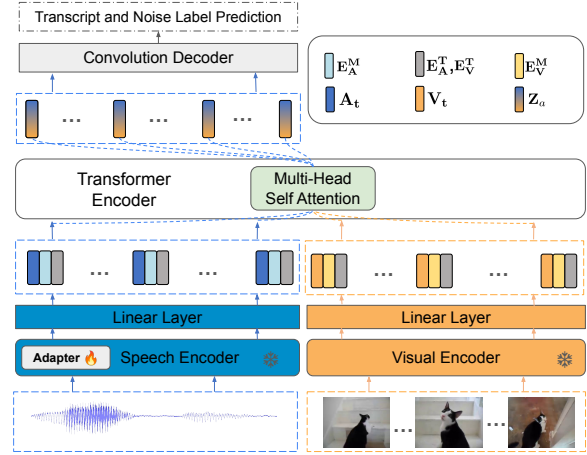 Transcript and Noise Label Prediction
Convolution Decoder
E_A^M
E_A^T, E_V^T
E_V^M
A_t
V_t
Z_a
... ... ...
Transformer
Encoder
Multi-Head
Self Attention
... ... ... ...
Linear Layer Linear Layer
Adapter 🔥 Speech Encoder Visual Encoder
... ...